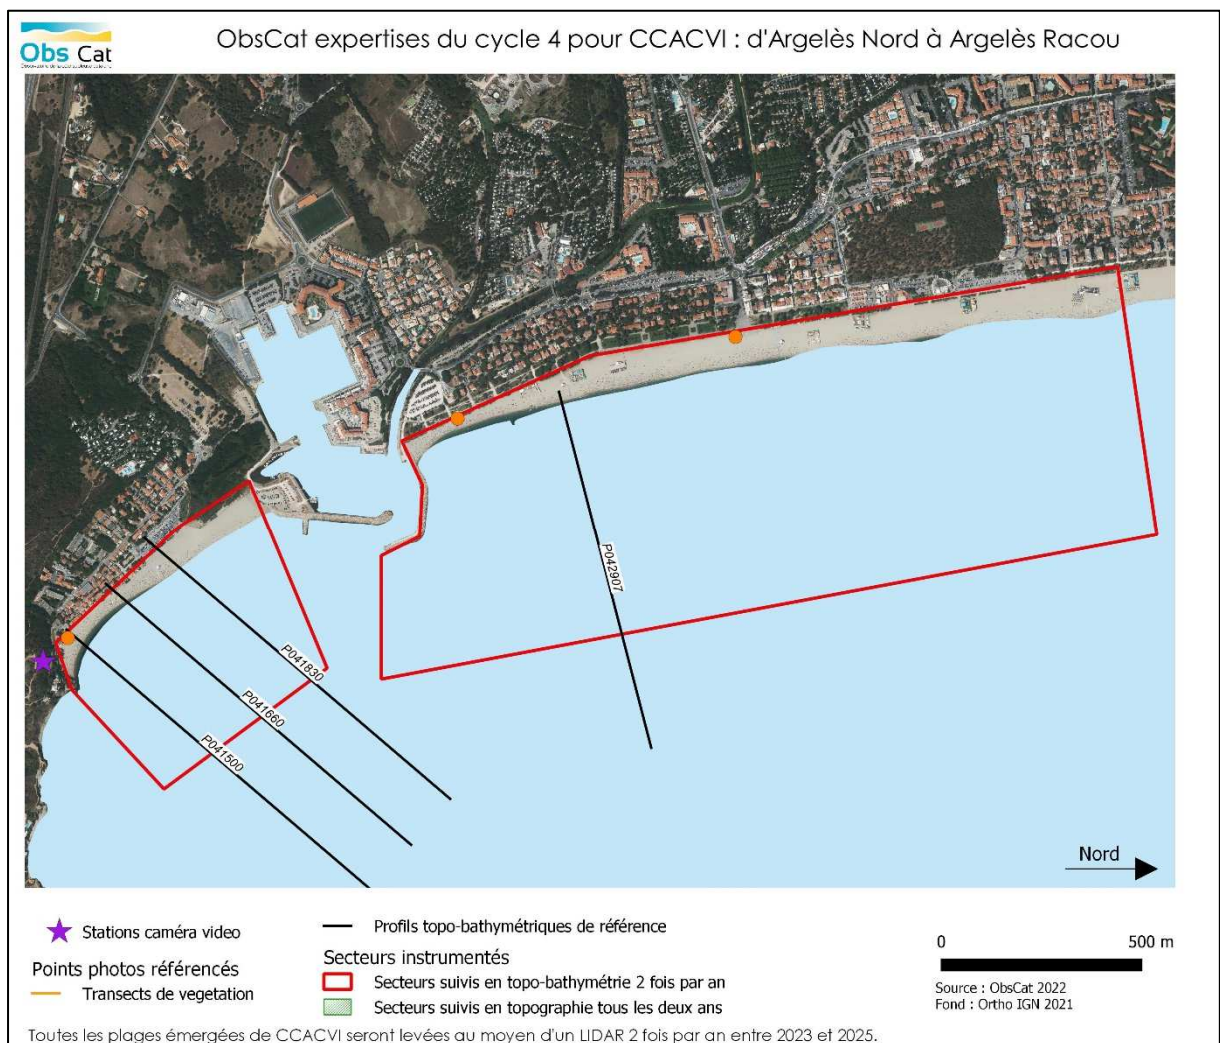 ObsCat expertises du cycle 4 pour CCACVI : d'Argelès Nord à Argelès Racou
Obs Cat
P042907
P041830
P041660
P041500
Nord
Stations caméra video
Points photos référencés
Transects de vegetation
Profils topo-bathymétriques de référence
Secteurs instrumentés
Secteurs suivis en topo-bathymétrie 2 fois par an
Secteurs suivis en topographie tous les deux ans
0 500 m
Source : ObsCat 2022
Fond : Ortho IGN 2021
Toutes les plages émergées de CCACVI seront levées au moyen d'un LIDAR 2 fois par an entre 2023 et 2025.